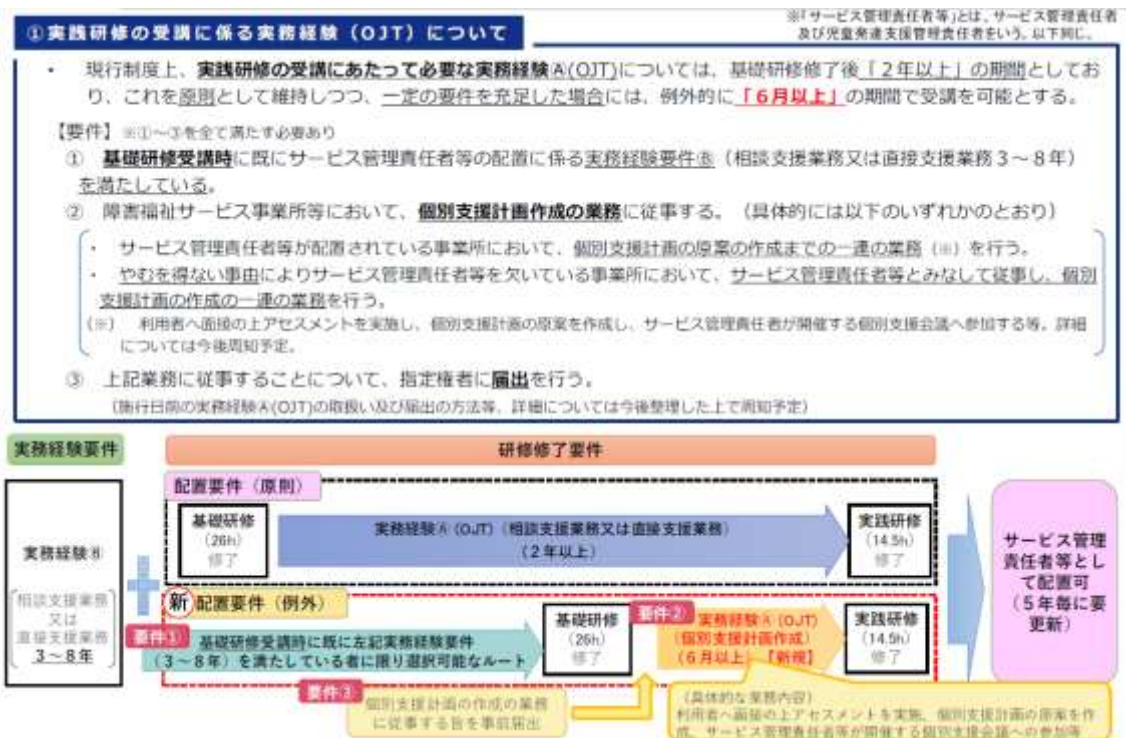 ※「サービス管理責任者等」とは、サービス管理責任者
及び児童発達支援管理責任者をいう。以下同じ。
①実践研修の受講に係る実務経験（OJT）について
・ 現行制度上、実践研修の受講にあたって必要な実務経験Ⓐ(OJT)については、基礎研修修了後「２年以上」の期間としてお
り、これを原則として維持しつつ、一定の要件を充足した場合には、例外的に「６月以上」の期間で受講を可能とする。
【要件】※①～③を全て満たす必要あり
① 基礎研修受講時に既にサービス管理責任者等の配置に係る実務経験要件Ⓑ（相談支援業務又は直接支援業務３～８年）
を満たしている。
② 障害福祉サービス事業所等において、個別支援計画作成の業務に従事する。（具体的には以下のいずれかのとおり）
・ サービス管理責任者等が配置されている事業所において、個別支援計画の原案の作成までの一連の業務（※）を行う。
・ やむを得ない事由によりサービス管理責任者等を欠いている事業所において、サービス管理責任者等とみなして従事し、個別
支援計画の作成の一連の業務を行う。
（※） 利用者へ面接の上アセスメントを実施し、個別支援計画の原案を作成し、サービス管理責任者が開催する個別支援会議へ参加する等。詳細
については今後周知予定。
③ 上記業務に従事することについて、指定権者に届出を行う。
（施行日前の実務経験Ⓐ(OJT)の取扱い及び届出の方法等、詳細については今後整理した上で周知予定）
実務経験要件
研修修了要件
配置要件（原則）
実務経験Ⓑ
相談支援業務
又は
直接支援業務
３～８年
基礎研修
（26h）
修了
実務経験Ⓐ（OJT）（相談支援業務又は直接支援業務）
（２年以上）
実践研修
（14.5h）
修了
サービス管理
責任者等とし
て配置可
（５年毎に要
更新）
新 配置要件（例外）
要件①
基礎研修受講時に既に左記実務経験要件
（３～８年）を満たしている者に限り選択可能なルート
基礎研修
（26h）
修了
要件②
実務経験Ⓐ（OJT）
（個別支援計画作成）
（６月以上）【新規】
実践研修
（14.5h）
修了
要件③
個別支援計画の作成の業務
に従事する旨を事前届出
（具体的な業務内容）
利用者へ面接の上アセスメントを実施、個別支援計画の原案を作
成、サービス管理責任者等が開催する個別支援会議への参加等